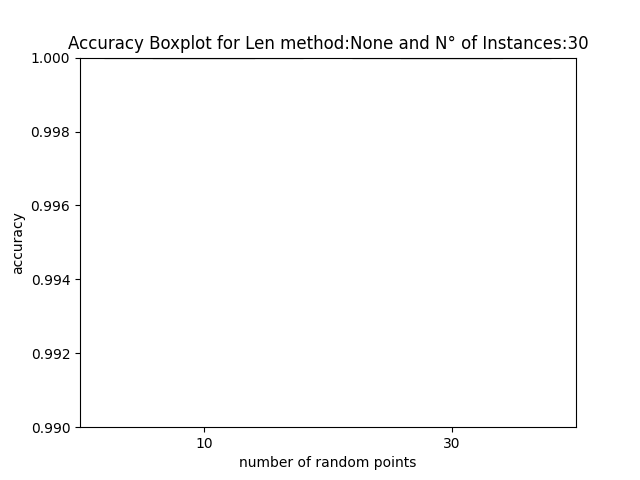 Accuracy Boxplot for Len method:None and N° of Instances:30
1.000
0.998
0.996
0.994
0.992
0.990
accuracy
10 30
number of random points